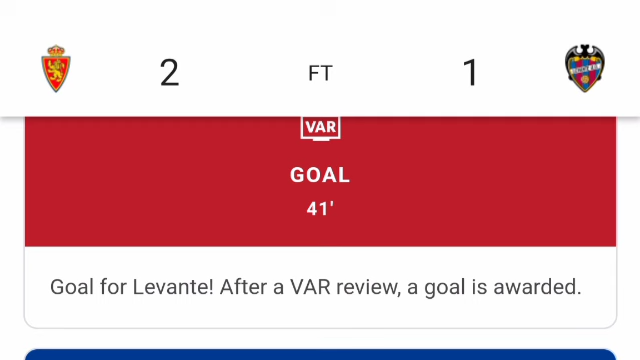 2 FT 1
VAR
GOAL
41'
Goal for Levante! After a VAR review, a goal is awarded.